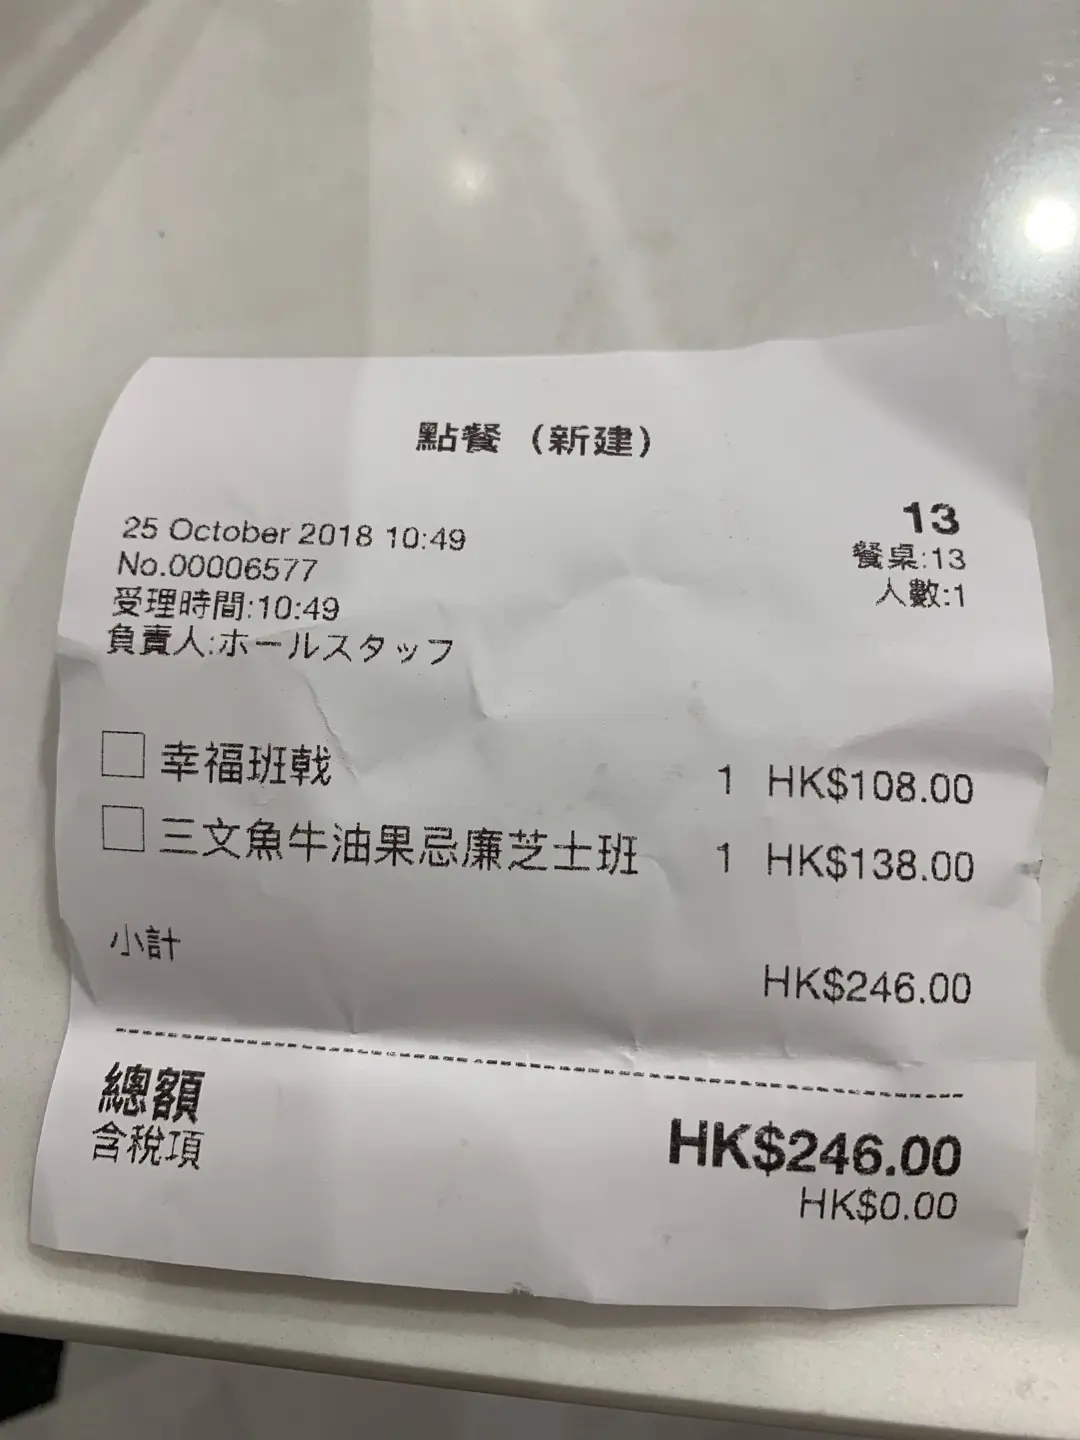 點餐（新建）
13
25 October 2018 10:49
餐桌:13
No.00006577
人數:1
受理時間:10:49
負責人:ホールスタッフ
幸福班戟 1 HK$108.00
三文魚牛油果忌廉芝士班 1 HK$138.00
小計
HK$246.00
總額
HK$246.00
含稅項
HK$0.00